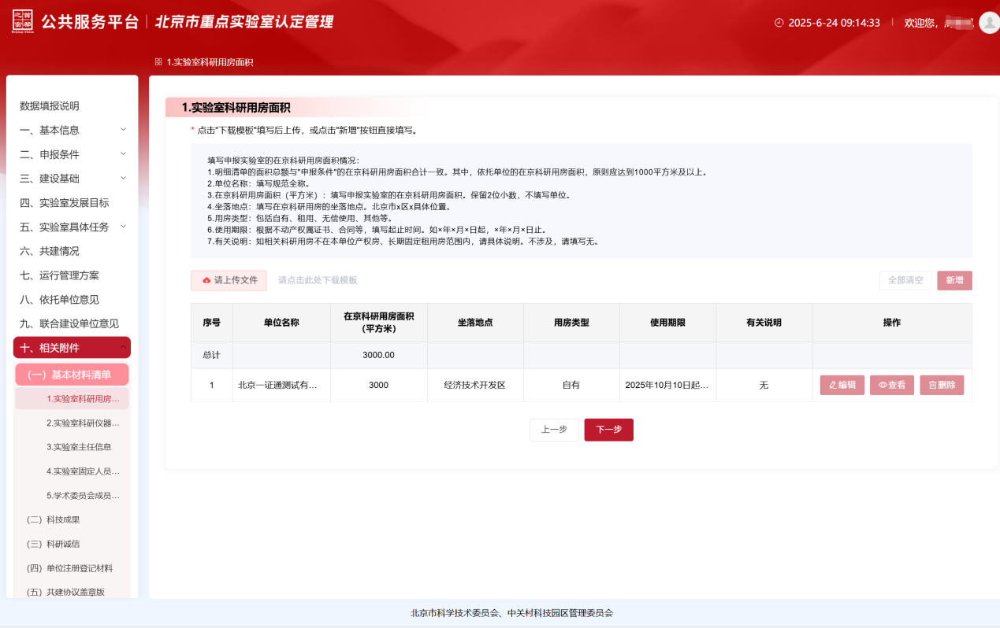 首都之窗
Beijing-China
公共服务平台
北京市重点实验室认定管理
2025-6-24 09:14:33
欢迎您,
1.实验室科研用房面积
数据填报说明
一、基本信息
二、申报条件
三、建设基础
四、实验室发展目标
五、实验室具体任务
六、共建情况
七、运行管理方案
八、依托单位意见
九、联合建设单位意见
十、相关附件
(一) 基本材料清单
1.实验室科研用房...
2.实验室科研仪器...
3.实验室主任信息
4.实验室固定人员...
5.学术委员会成员...
(二) 科技成果
(三) 科研诚信
(四) 单位注册登记材料
(五) 共建协议盖章版
1.实验室科研用房面积
* 点击"下载模板"填写后上传，或点击"新增"按钮直接填写。
填写申报实验室的在京科研用房面积情况：
1.明细清单的面积总额与"申报条件"的在京科研用房面积合计一致。其中，依托单位的在京科研用房面积，原则应达到1000平方米及以上。
2.单位名称：填写规范全称。
3.在京科研用房面积（平方米）：填写申报实验室的在京科研用房面积。保留2位小数，不填写单位。
4.坐落地点：填写在京科研用房的坐落地点。北京市x区x具体位置。
5.用房类型：包括自有、租用、无偿使用、其他等。
6.使用期限：根据不动产权属证书、合同等，填写起止时间。如×年×月×日起，×年×月×日止。
7.有关说明：如相关科研用房不在本单位产权房、长期固定租用房范围内，请具体说明。不涉及，请填写无。
请上传文件 请点击此处下载模板 全部清空 新增
序号 单位名称 在京科研用房面积（平方米） 坐落地点 用房类型 使用期限 有关说明 操作
总计 3000.00
1 北京一证通测试有... 3000 经济技术开发区 自有 2025年10月10日起... 无 编辑 查看 删除
上一步 下一步
北京市科学技术委员会、中关村科技园区管理委员会